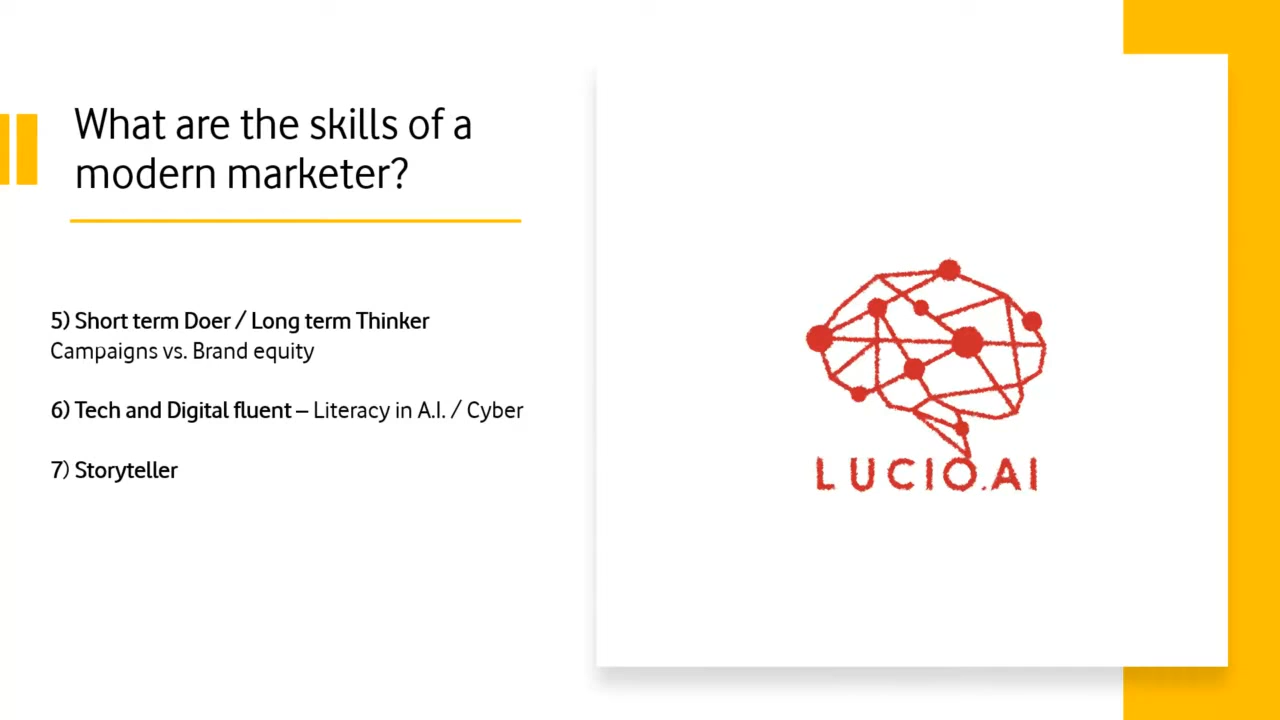 What are the skills of a
modern marketer?
5) Short term Doer / Long term Thinker
Campaigns vs. Brand equity
6) Tech and Digital fluent – Literacy in A.I. / Cyber
7) Storyteller
LUCIO.AI